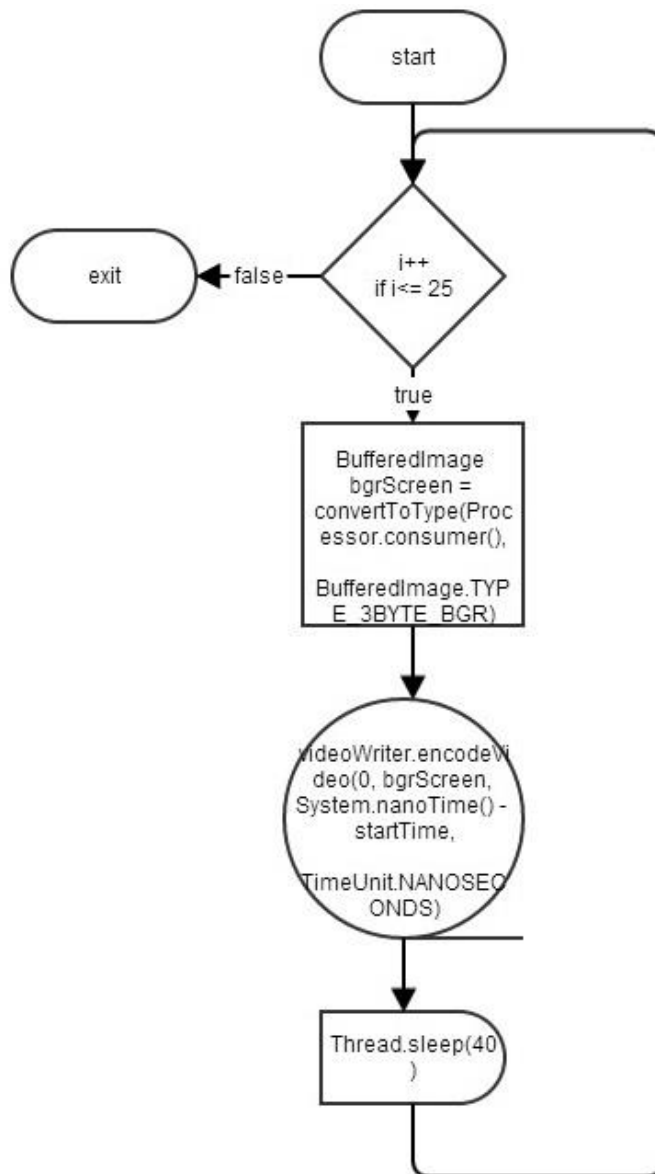 start
i++
if i<= 25
false
exit
true
BufferedImage
bgrScreen =
convertToType(Proc
essor.consumer(),
BufferedImage.TYP
E_3BYTE_BGR)
videoWriter.encodeVi
deo(0, bgrScreen,
System.nanoTime() -
startTime,
TimeUnit.NANOSEC
ONDS)
Thread.sleep(40
)